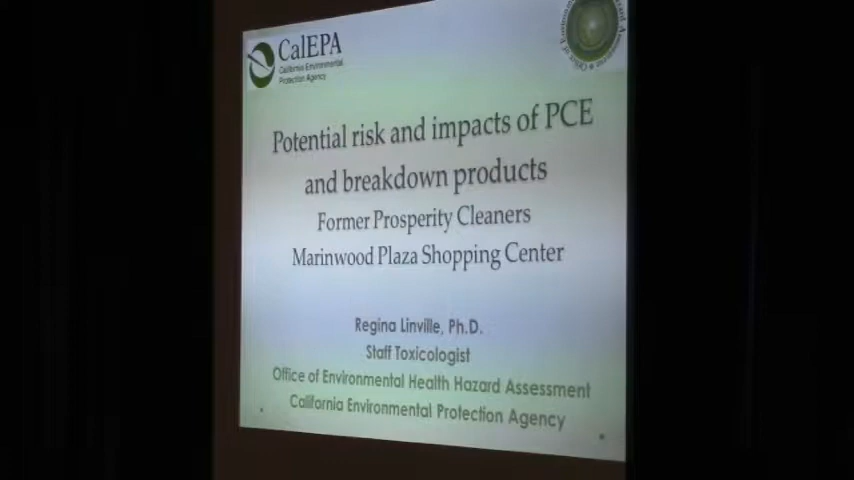 CalEPA
California Environmental
Protection Agency
Potential risk and impacts of PCE
and breakdown products
Former Prosperity Cleaners
Marinwood Plaza Shopping Center
Regina Linville, Ph.D.
Staff Toxicologist
Office of Environmental Health Hazard Assessment
California Environmental Protection Agency